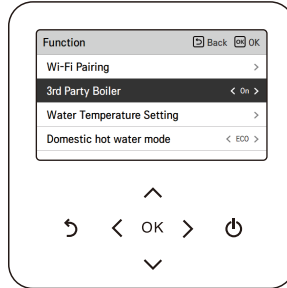 Function Back OK OK
Wi-Fi Pairing >
3rd Party Boiler < On >
Water Temperature Setting >
Domestic hot water mode < ECO >
OK